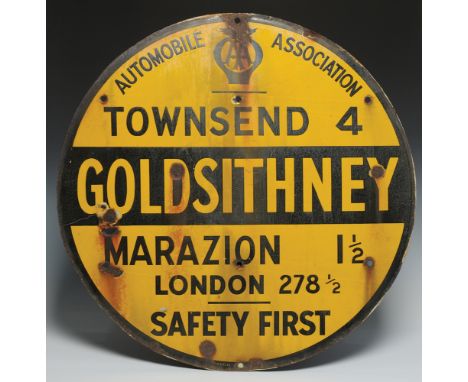 AUTOMOBILE AA ASSOCIATION
TOWNSEND 4
GOLDSITHNEY
MARAZION 1½
LONDON 278½
SAFETY FIRST